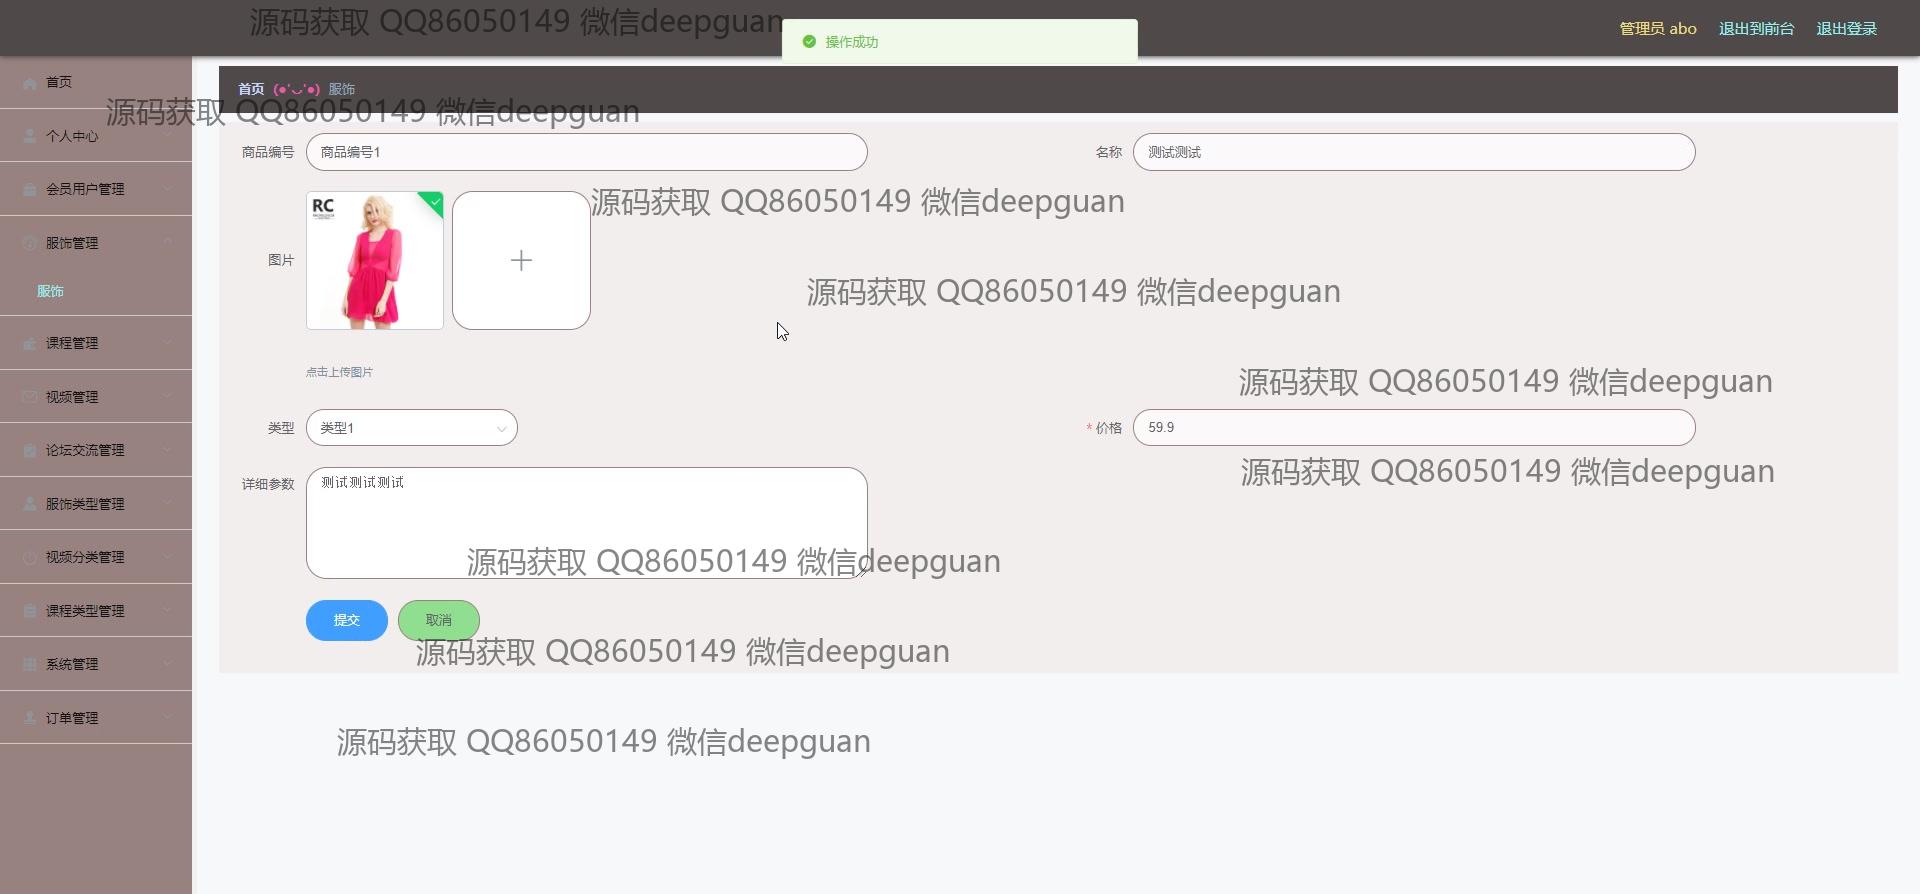 源码获取 QQ86050149 微信deepguan
操作成功
管理员 abo
退出到前台
退出登录
首页
个人中心
会员用户管理
服饰管理
服饰
课程管理
视频管理
论坛交流管理
服饰类型管理
视频分类管理
课程类型管理
系统管理
订单管理
首页 (●'◡'●) 服饰
源码获取 QQ86050149 微信deepguan
商品编号 商品编号1
名称 测试测试
源码获取 QQ86050149 微信deepguan
图片
RC
源码获取 QQ86050149 微信deepguan
点击上传图片
源码获取 QQ86050149 微信deepguan
类型 类型1
* 价格 59.9
源码获取 QQ86050149 微信deepguan
详细参数 测试测试测试
源码获取 QQ86050149 微信deepguan
提交
取消
源码获取 QQ86050149 微信deepguan
源码获取 QQ86050149 微信deepguan